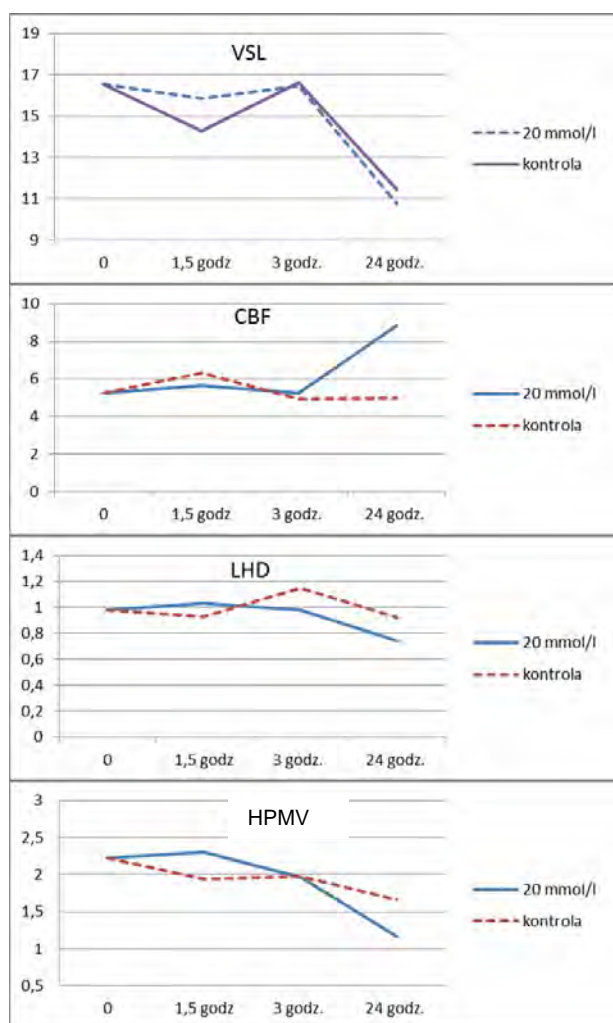 VSL
19
17
15
13
11
9
0 1,5 godz 3 godz. 24 godz.
20 mmol/l
kontrola
CBF
10
8
6
4
2
0
0 1,5 godz 3 godz. 24 godz.
20 mmol/l
kontrola
LHD
1,4
1,2
1
0,8
0,6
0,4
0,2
0
0 1,5 godz 3 godz. 24 godz.
20 mmol/l
kontrola
HPMV
3
2,5
2
1,5
1
0,5
0 1,5 godz 3 godz. 24 godz.
20 mmol/l
kontrola